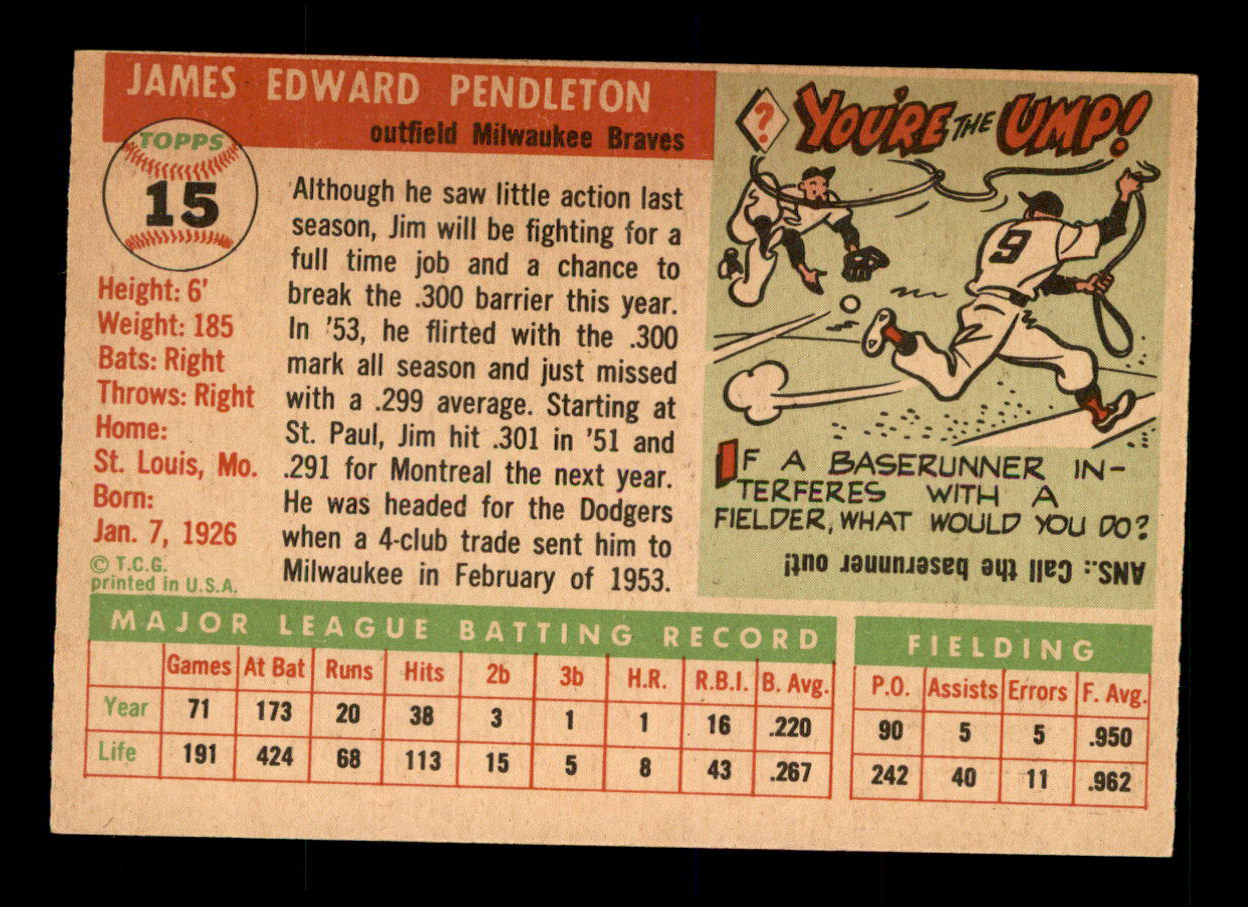 JAMES EDWARD PENDLETON
outfield Milwaukee Braves
TOPPS
15
Height: 6'
Weight: 185
Bats: Right
Throws: Right
Home:
St. Louis, Mo.
Born:
Jan. 7, 1926
© T.C.G.
printed in U.S.A.
Although he saw little action last
season, Jim will be fighting for a
full time job and a chance to
break the .300 barrier this year.
In '53, he flirted with the .300
mark all season and just missed
with a .299 average. Starting at
St. Paul, Jim hit .301 in '51 and
.291 for Montreal the next year.
He was headed for the Dodgers
when a 4-club trade sent him to
Milwaukee in February of 1953.
?
YOU'RE THE UMP!
9
IF A BASERUNNER IN-
TERFERES WITH A
FIELDER, WHAT WOULD YOU DO?
ANS.: Call the baserunner out!
MAJOR LEAGUE BATTING RECORD
Games At Bat Runs Hits 2b 3b H.R. R.B.I. B. Avg.
Year 71 173 20 38 3 1 1 16 .220
Life 191 424 68 113 15 5 8 43 .267
FIELDING
P.O. Assists Errors F. Avg.
90 5 5 .950
242 40 11 .962